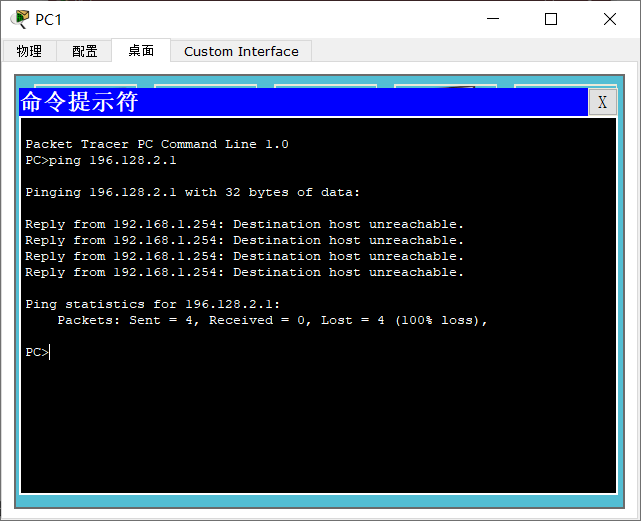 PC1
物理 配置 桌面 Custom Interface
命令提示符 X
Packet Tracer PC Command Line 1.0
PC>ping 196.128.2.1
Pinging 196.128.2.1 with 32 bytes of data:
Reply from 192.168.1.254: Destination host unreachable.
Reply from 192.168.1.254: Destination host unreachable.
Reply from 192.168.1.254: Destination host unreachable.
Reply from 192.168.1.254: Destination host unreachable.
Ping statistics for 196.128.2.1:
Packets: Sent = 4, Received = 0, Lost = 4 (100% loss),
PC>